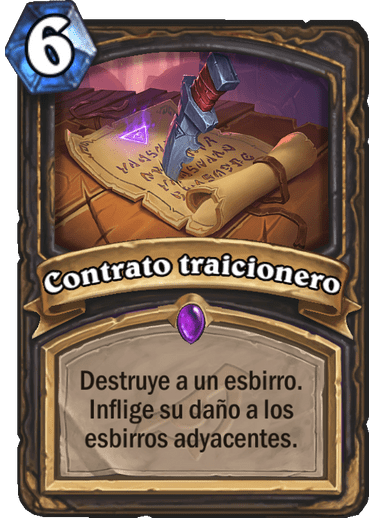 6
Contrato traicionero
Destruye a un esbirro.
Inflige su daño a los
esbirros adyacentes.